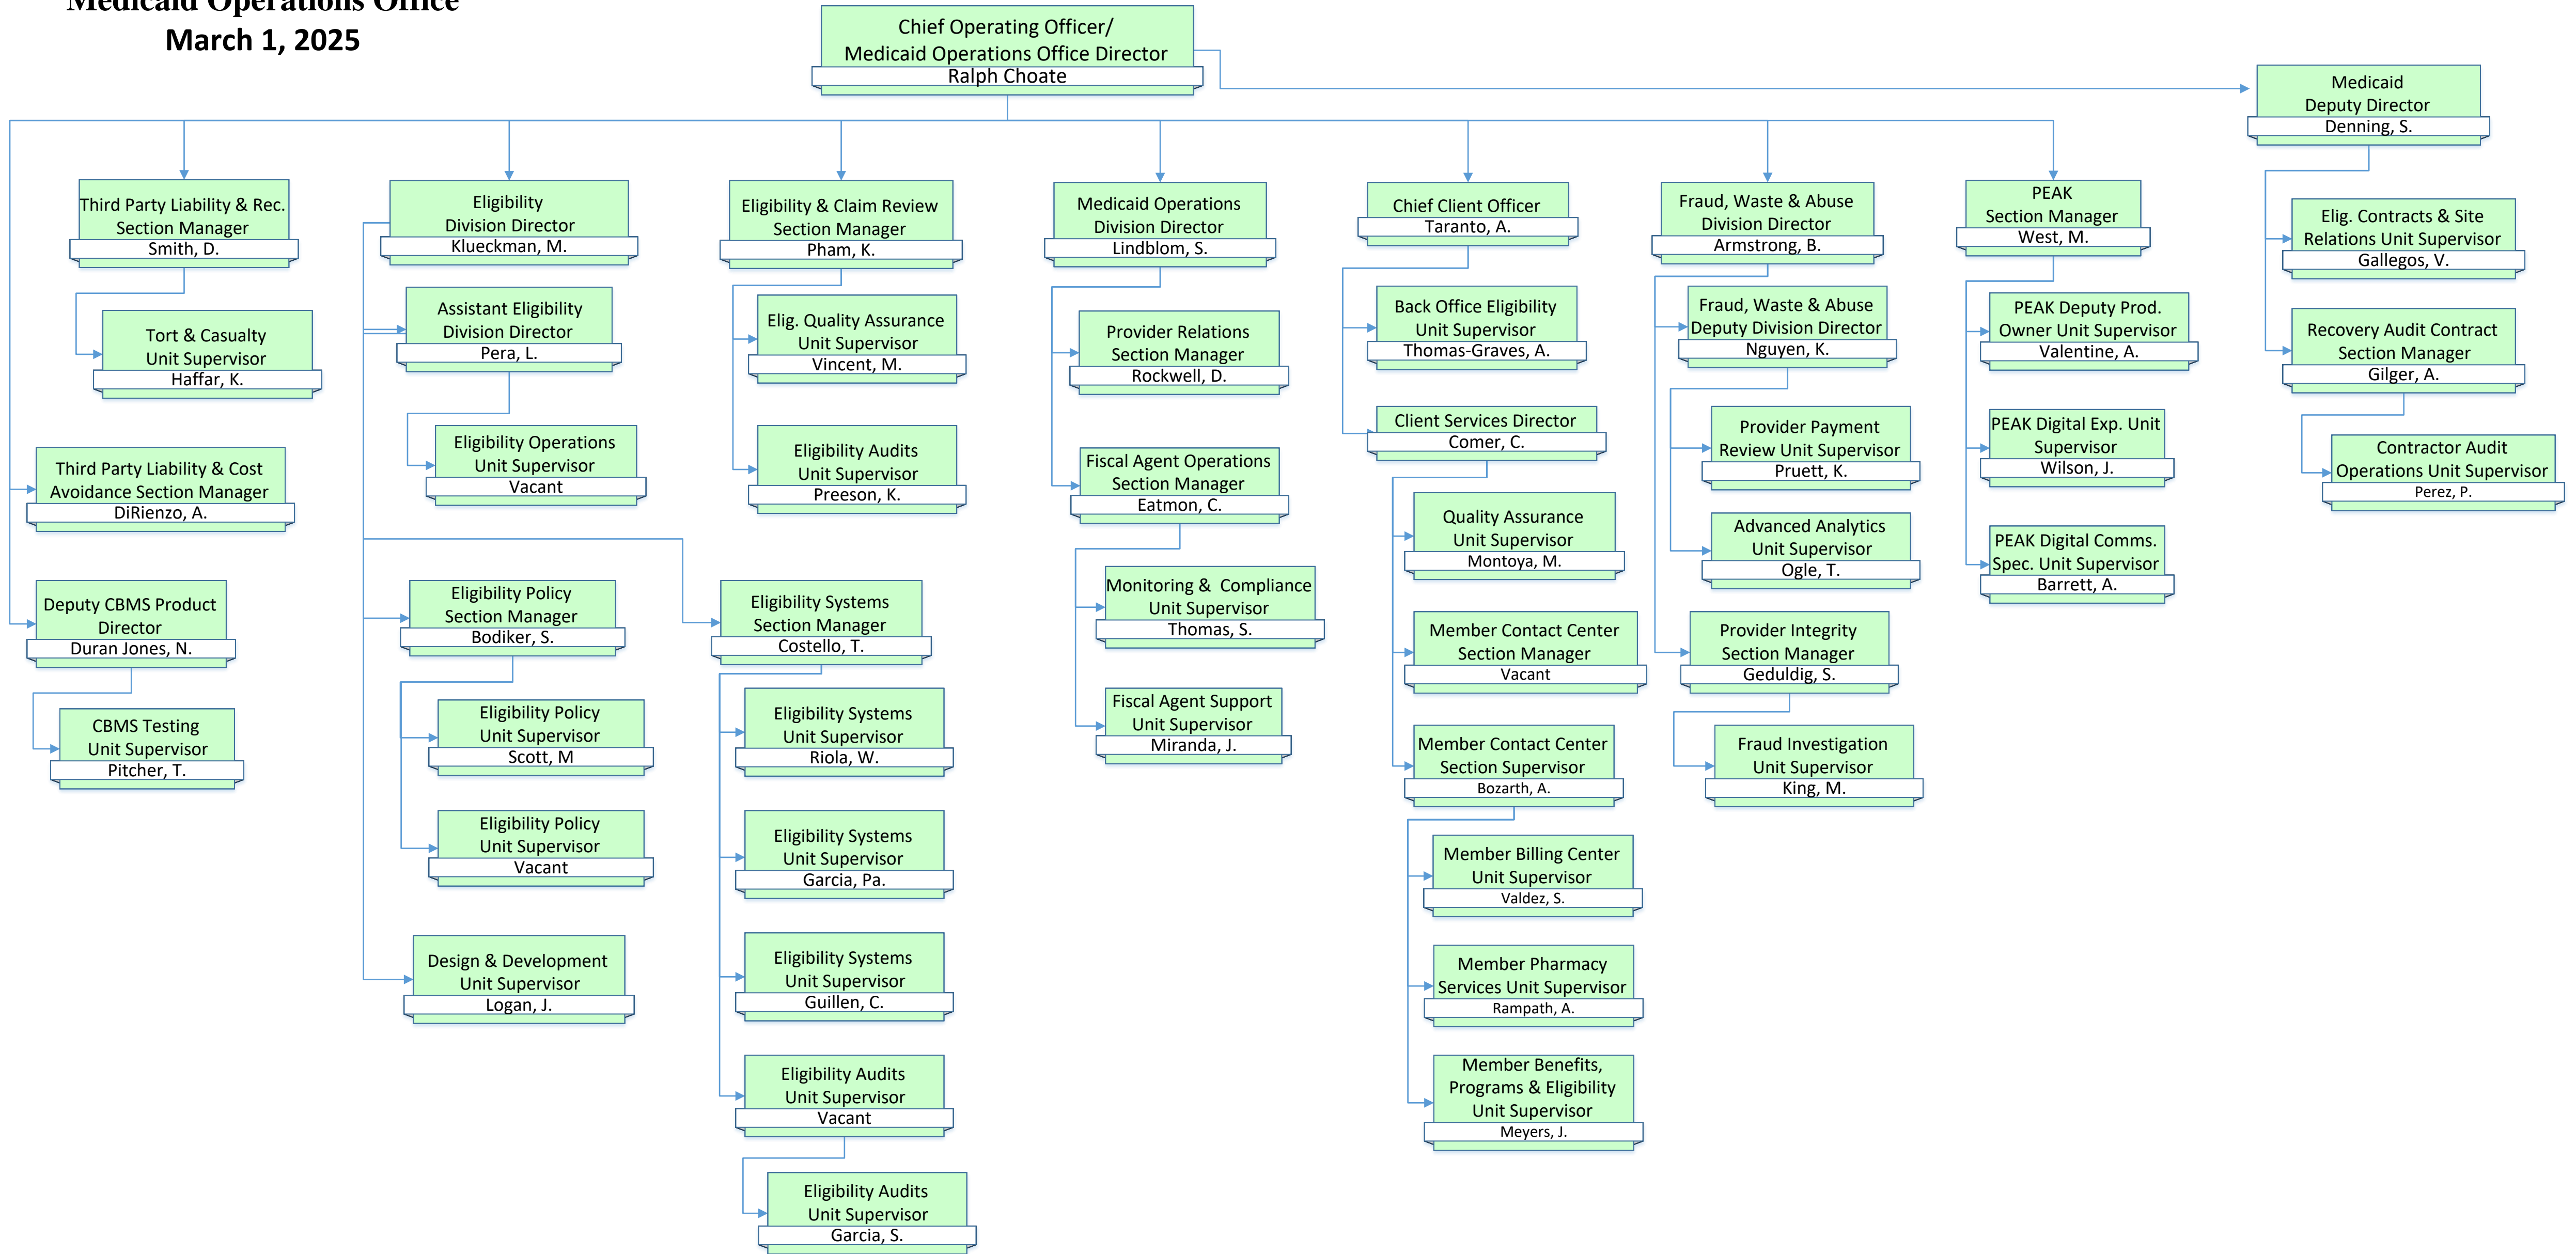 Medicaid Operations Office
March 1, 2025
Chief Operating Officer/
Medicaid Operations Office Director
Ralph Choate
Medicaid
Deputy Director
Denning, S.
Third Party Liability & Rec.
Section Manager
Smith, D.
Tort & Casualty
Unit Supervisor
Haffar, K.
Third Party Liability & Cost
Avoidance Section Manager
DiRienzo, A.
Deputy CBMS Product
Director
Duran Jones, N.
CBMS Testing
Unit Supervisor
Pitcher, T.
Eligibility
Division Director
Klueckman, M.
Assistant Eligibility
Division Director
Pera, L.
Eligibility Operations
Unit Supervisor
Vacant
Eligibility Policy
Section Manager
Bodiker, S.
Eligibility Policy
Unit Supervisor
Scott, M
Eligibility Policy
Unit Supervisor
Vacant
Design & Development
Unit Supervisor
Logan, J.
Eligibility & Claim Review
Section Manager
Pham, K.
Elig. Quality Assurance
Unit Supervisor
Vincent, M.
Eligibility Audits
Unit Supervisor
Preeson, K.
Eligibility Systems
Section Manager
Costello, T.
Eligibility Systems
Unit Supervisor
Riola, W.
Eligibility Systems
Unit Supervisor
Garcia, Pa.
Eligibility Systems
Unit Supervisor
Guillen, C.
Eligibility Audits
Unit Supervisor
Vacant
Eligibility Audits
Unit Supervisor
Garcia, S.
Medicaid Operations
Division Director
Lindblom, S.
Provider Relations
Section Manager
Rockwell, D.
Fiscal Agent Operations
Section Manager
Eatmon, C.
Monitoring & Compliance
Unit Supervisor
Thomas, S.
Fiscal Agent Support
Unit Supervisor
Miranda, J.
Chief Client Officer
Taranto, A.
Back Office Eligibility
Unit Supervisor
Thomas-Graves, A.
Client Services Director
Comer, C.
Quality Assurance
Unit Supervisor
Montoya, M.
Member Contact Center
Section Manager
Vacant
Member Contact Center
Section Supervisor
Bozarth, A.
Member Billing Center
Unit Supervisor
Valdez, S.
Member Pharmacy
Services Unit Supervisor
Rampath, A.
Member Benefits,
Programs & Eligibility
Unit Supervisor
Meyers, J.
Fraud, Waste & Abuse
Division Director
Armstrong, B.
Fraud, Waste & Abuse
Deputy Division Director
Nguyen, K.
Provider Payment
Review Unit Supervisor
Pruett, K.
Advanced Analytics
Unit Supervisor
Ogle, T.
Provider Integrity
Section Manager
Geduldig, S.
Fraud Investigation
Unit Supervisor
King, M.
PEAK
Section Manager
West, M.
PEAK Deputy Prod.
Owner Unit Supervisor
Valentine, A.
PEAK Digital Exp. Unit
Supervisor
Wilson, J.
PEAK Digital Comms.
Spec. Unit Supervisor
Barrett, A.
Elig. Contracts & Site
Relations Unit Supervisor
Gallegos, V.
Recovery Audit Contract
Section Manager
Gilger, A.
Contractor Audit
Operations Unit Supervisor
Perez, P.